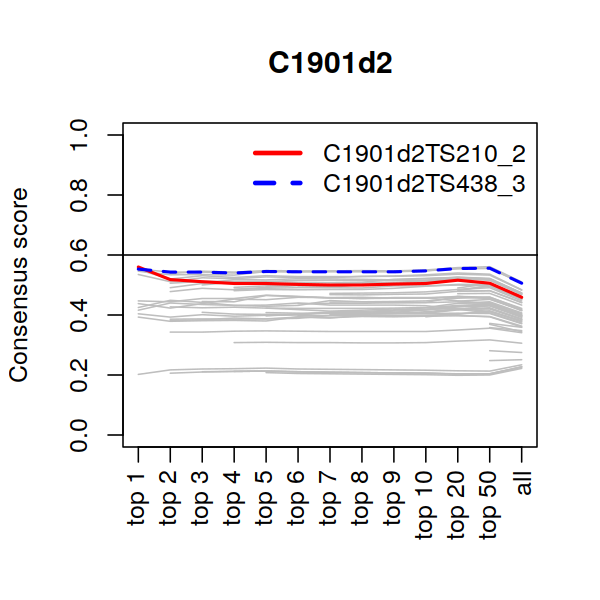 C1901d2
C1901d2TS210_2
C1901d2TS438_3
Consensus score
1.0
0.8
0.6
0.4
0.2
0.0
top 1
top 2
top 3
top 4
top 5
top 6
top 7
top 8
top 9
top 10
top 20
top 50
all